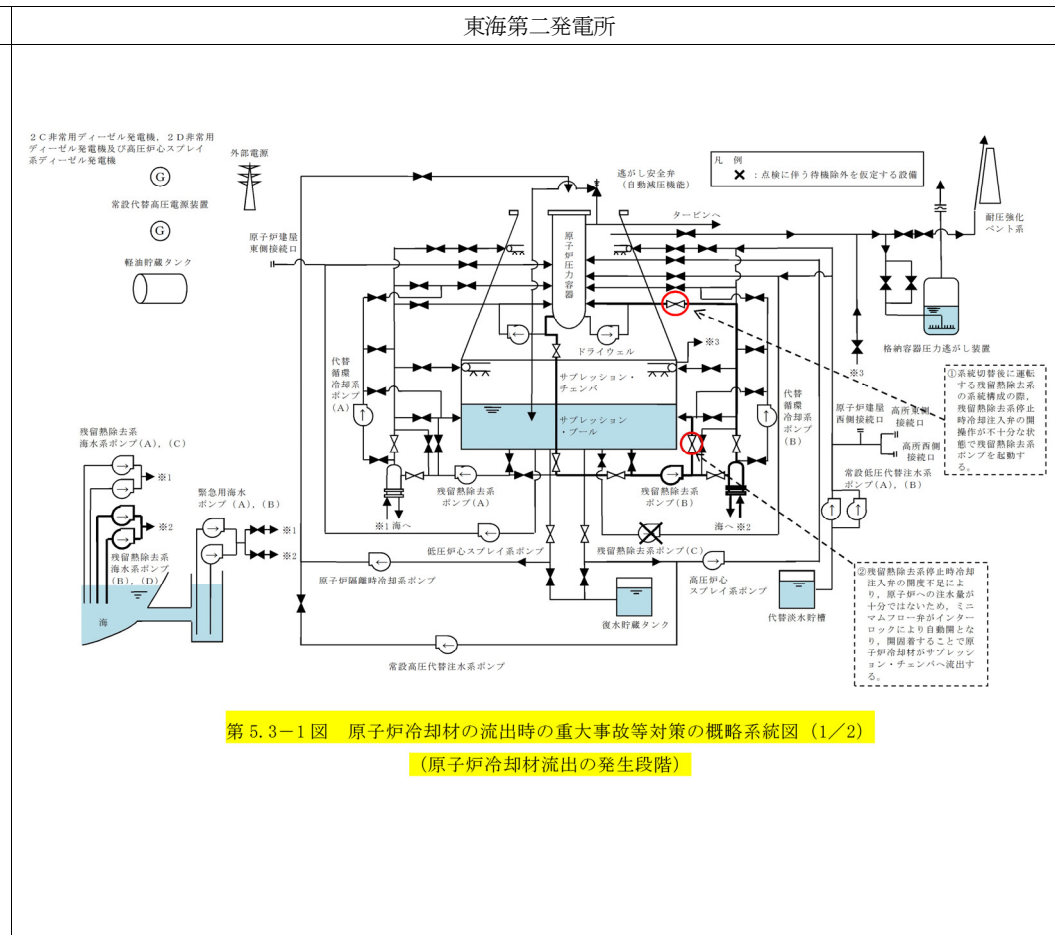 東海第二発電所
2C非常用ディーゼル発電機，2D非常用
ディーゼル発電機及び高圧炉心スプレイ
系ディーゼル発電機
G
外部電源
常設代替高圧電源装置
G
軽油貯蔵タンク
原子炉建屋
東側接続口
逃がし安全弁
（自動減圧機能）
凡 例
：点検に伴う待機除外を仮定する設備
タービンへ
耐圧強化
ベント系
原子炉圧力容器
ドライウェル
※3
格納容器圧力逃がし装置
※3
代替
循環
冷却系
ポンプ
(A)
サプレッション・
チェンバ
サプレッション
・プール
代替
循環
冷却系
ポンプ
(B)
①系統切替後に運転
する残留熱除去系
の系統構成の際，
残留熱除去系停止
時冷却注入弁の開
操作が不十分な状
態で残留熱除去系
ポンプを起動す
る。
原子炉建屋
西側接続口
高所東側
接続口
高所西側
接続口
常設低圧代替注水系
ポンプ(A)，(B)
残留熱除去系
海水系ポンプ(A)，(C)
※1
※2
残留熱除去系
海水系ポンプ
(B)，(D)
海
緊急用海水
ポンプ(A)，(B)
※1
※2
残留熱除去系
ポンプ(A)
残留熱除去系
ポンプ(B)
※1
海へ
海へ
※2
低圧炉心スプレイ系ポンプ
残留熱除去系ポンプ(C)
原子炉隔離時冷却系ポンプ
高圧炉心
スプレイ系ポンプ
復水貯蔵タンク
代替淡水貯槽
常設高圧代替注水系ポンプ
②残留熱除去系停止時冷却
注入弁の開度不足によ
り，原子炉への注水量が
十分ではないため，ミニ
マムフロー弁がインター
ロックにより自動開とな
り，開固着することで原
子炉冷却材がサプレッシ
ョン・チェンバへ流出す
る。
第5.3－1図　原子炉冷却材の流出時の重大事故等対策の概略系統図（1／2）
（原子炉冷却材流出の発生段階）